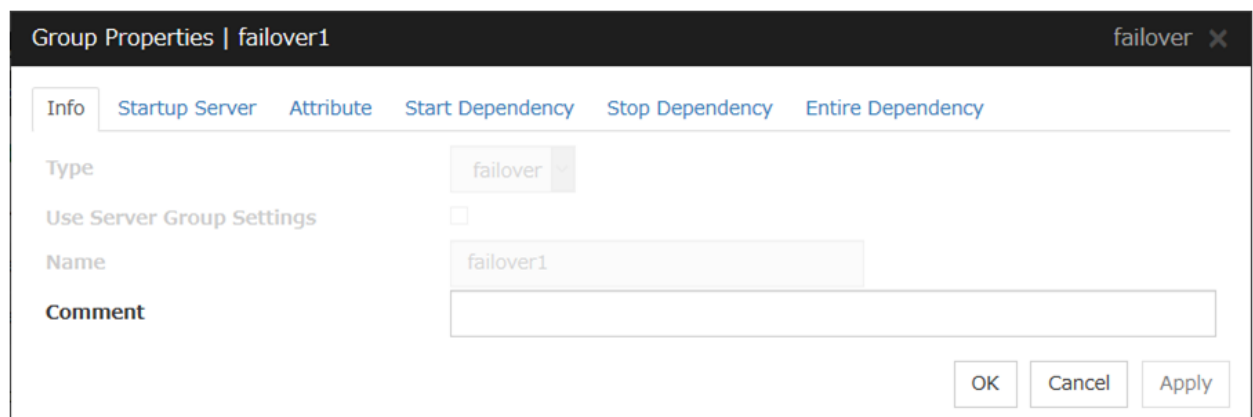 Group Properties | failover1 failover ×
Info Startup Server Attribute Start Dependency Stop Dependency Entire Dependency
Type failover
Use Server Group Settings
Name failover1
Comment
OK Cancel Apply